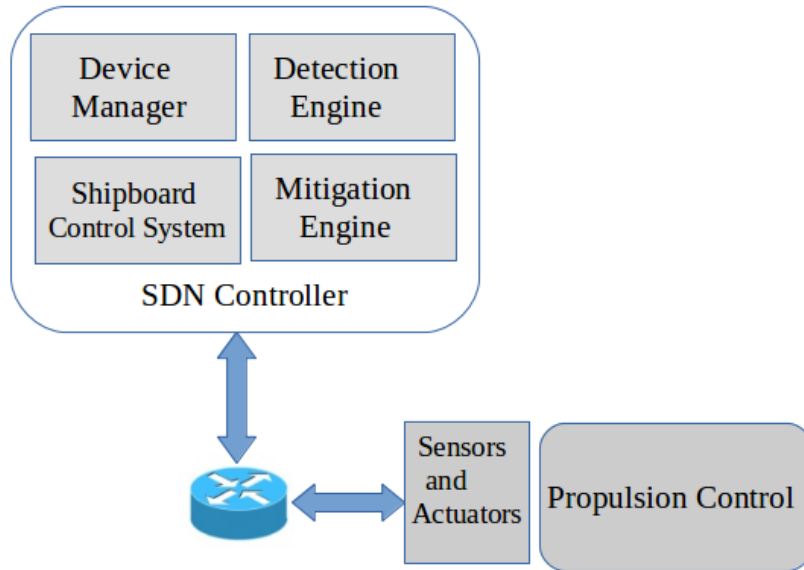 Device
Manager
Detection
Engine
Shipboard
Control System
Mitigation
Engine
SDN Controller
Sensors
and
Actuators
Propulsion Control